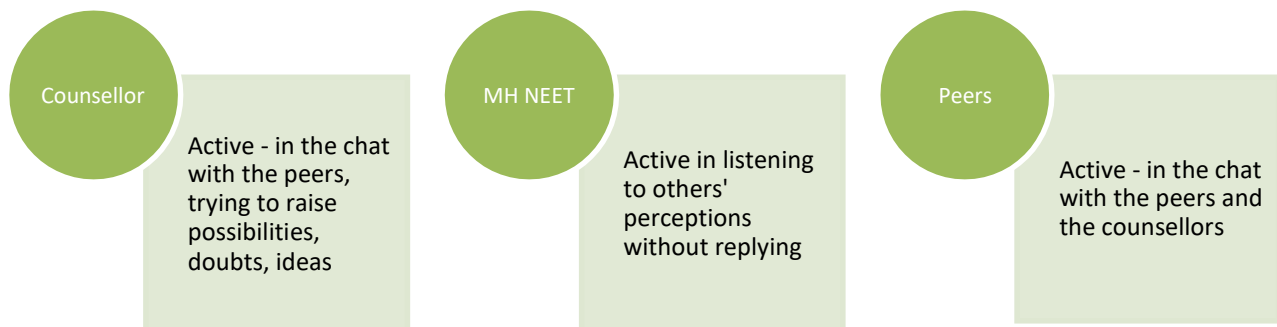 Counsellor
Active - in the chat
with the peers,
trying to raise
possibilities,
doubts, ideas
MH NEET
Active in listening
to others'
perceptions
without replying
Peers
Active - in the chat
with the peers and
the counsellors